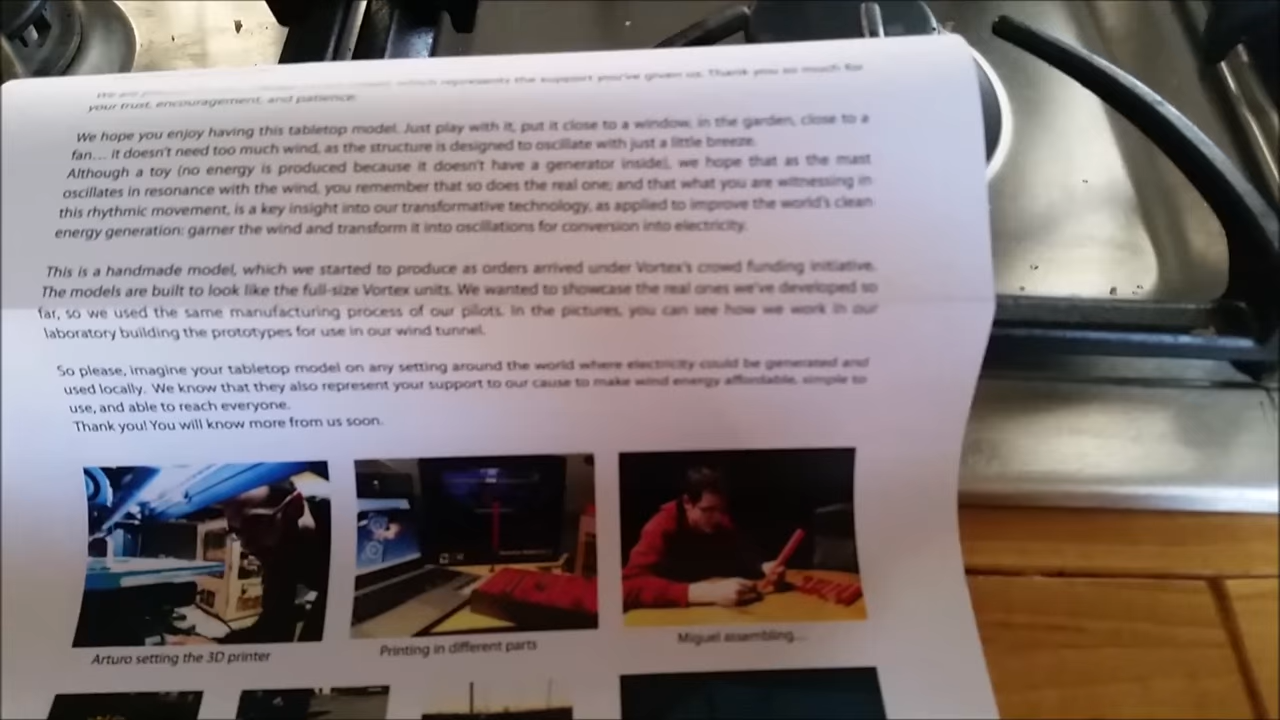 which represents the support you've given us. Thank you so much for
your trust, encouragement, and patience.
We hope you enjoy having this tabletop model. Just play with it, put it close to a window, in the garden, close to a
fan... it doesn't need too much wind, as the structure is designed to oscillate with just a little breeze.
Although a toy (no energy is produced because it doesn't have a generator inside), we hope that as the mast
oscillates in resonance with the wind, you remember that so does the real one; and that what you are witnessing in
this rhythmic movement, is a key insight into our transformative technology, as applied to improve the world's clean
energy generation: garner the wind and transform it into oscillations for conversion into electricity.
This is a handmade model, which we started to produce as orders arrived under Vortex's crowd funding initiative.
The models are built to look like the full-size Vortex units. We wanted to showcase the real ones we've developed so
far, so we used the same manufacturing process of our pilots. In the pictures, you can see how we work in our
laboratory building the prototypes for use in our wind tunnel.
So please, imagine your tabletop model on any setting around the world where electricity could be generated and
used locally. We know that they also represent your support to our cause to make wind energy affordable, simple to
use, and able to reach everyone.
Thank you! You will know more from us soon.
Arturo setting the 3D printer
Printing in different parts
Miguel assembling...